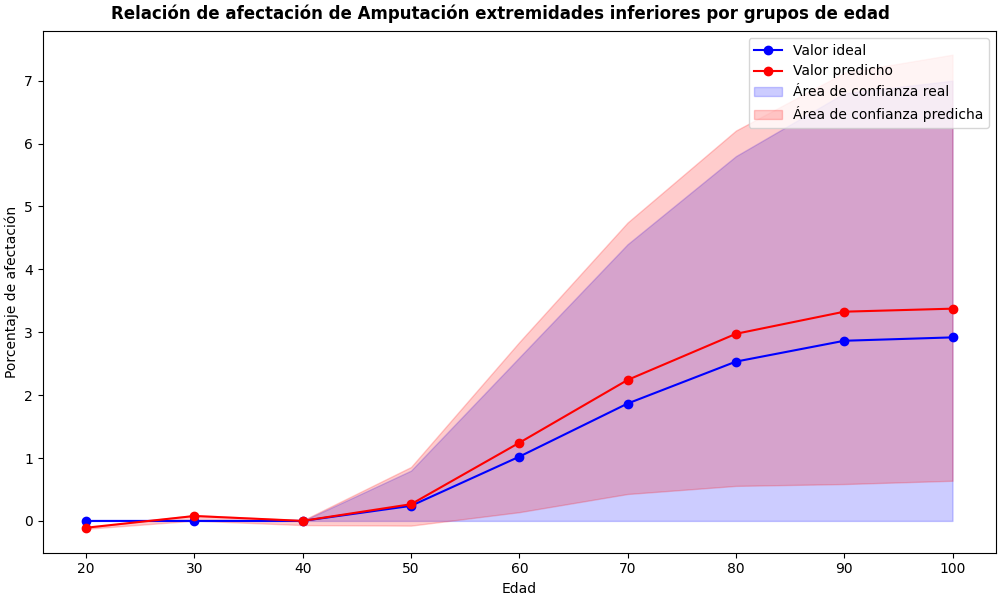 Relación de afectación de Amputación extremidades inferiores por grupos de edad
Valor ideal
Valor predicho
Área de confianza real
Área de confianza predicha
Porcentaje de afectación
7
6
5
4
3
2
1
0
20 30 40 50 60 70 80 90 100
Edad